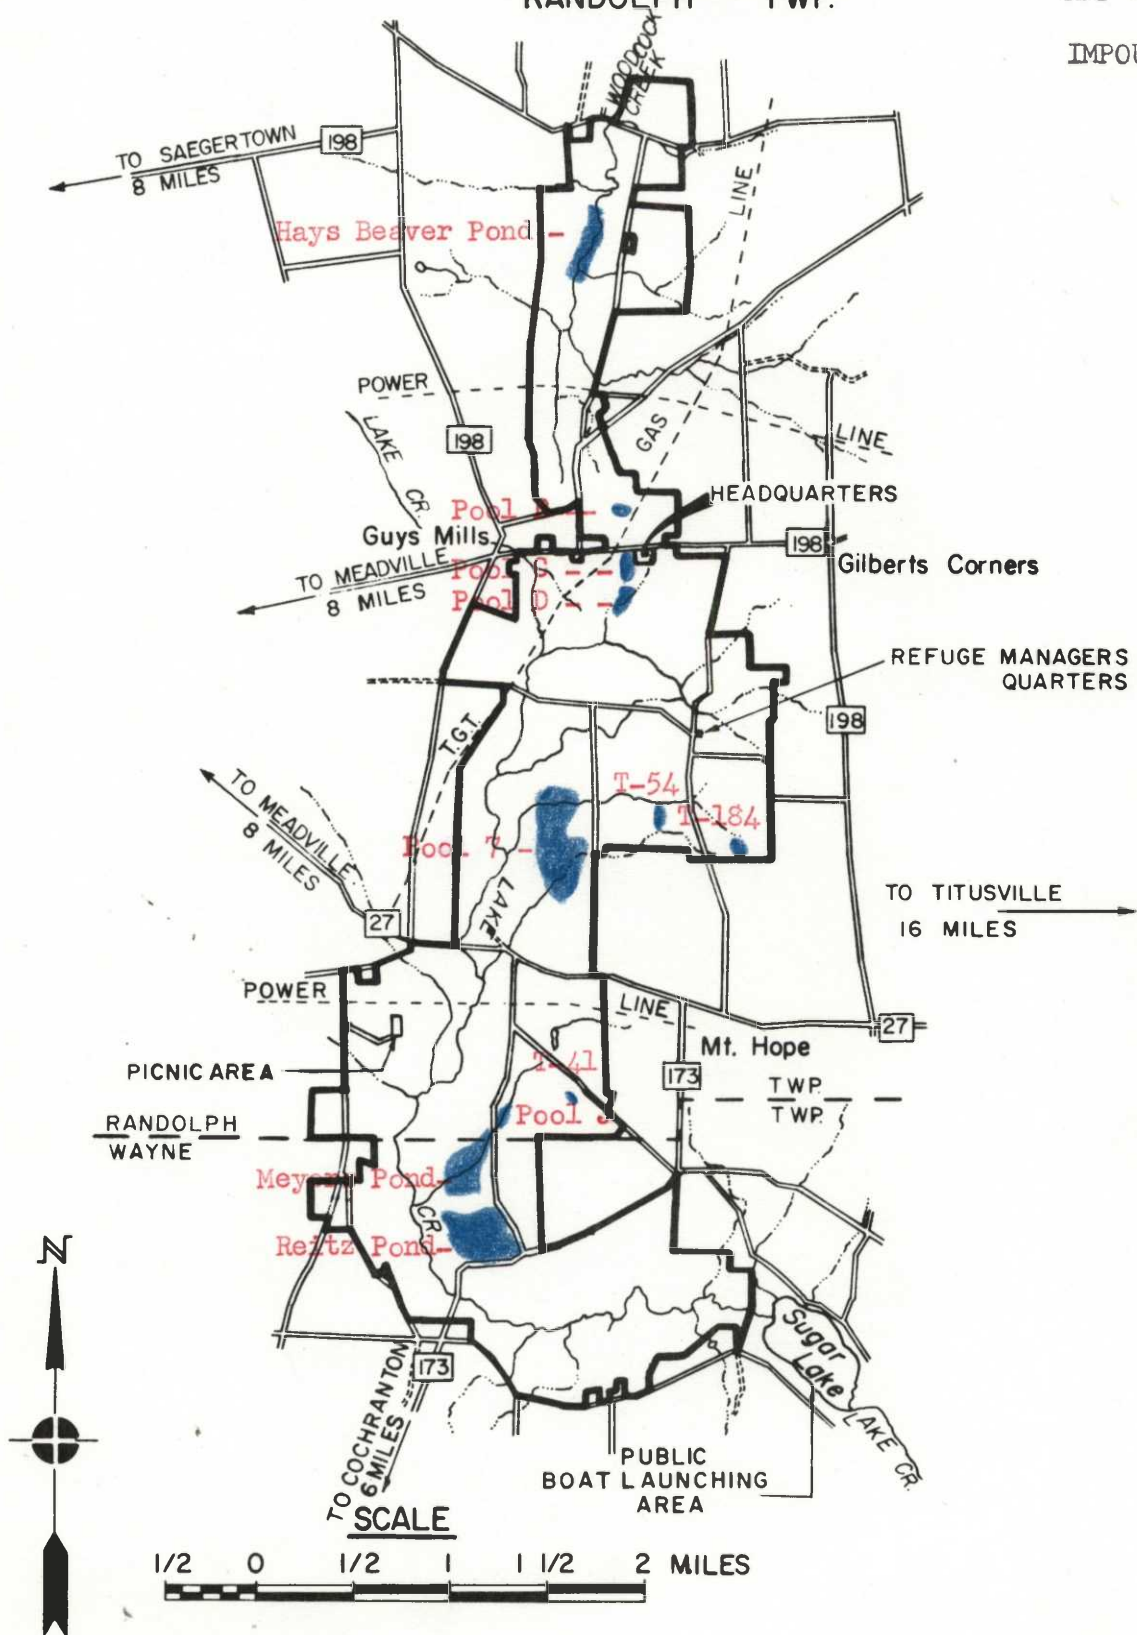 RANDOLPH TWP.
WOODCOCK
CREEK
TO SAEGERTOWN
8 MILES
198
Hays Beaver Pond -
LINE
POWER
LINE
LAKE
CR.
198
GAS
HEADQUARTERS
Pool
Guys Mills
198
Gilberts Corners
TO MEADVILLE
8 MILES
Pool - -
Pool D - -
REFUGE MANAGERS
QUARTERS
198
T.G.T.
T-54
T-184
TO MEADVILLE
8 MILES
Pool 7 -
LAKE
TO TITUSVILLE
16 MILES
27
POWER
LINE
27
Mt. Hope
PICNIC AREA
T-41
173
TWP.
TWP.
Pool J
RANDOLPH
WAYNE
Pond-
CR.
Reitz Pond-
N
Sugar
Lake
173
LAKE CR.
TO COCHRANTON
6 MILES
PUBLIC
BOAT LAUNCHING
AREA
SCALE
1/2 0 1/2 1 1 1/2 2 MILES